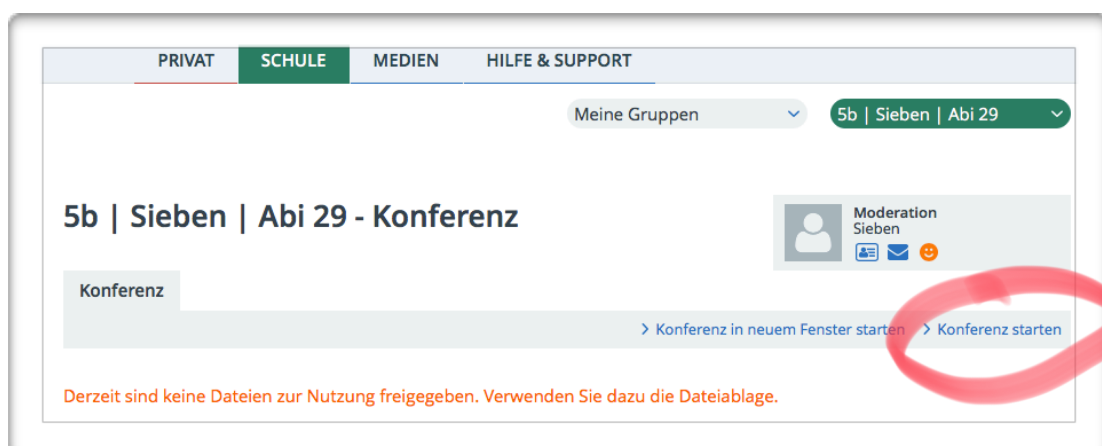 PRIVAT SCHULE MEDIEN HILFE & SUPPORT
Meine Gruppen 5b | Sieben | Abi 29
5b | Sieben | Abi 29 - Konferenz
Moderation
Sieben
Konferenz
Konferenz in neuem Fenster starten Konferenz starten
Derzeit sind keine Dateien zur Nutzung freigegeben. Verwenden Sie dazu die Dateiablage.